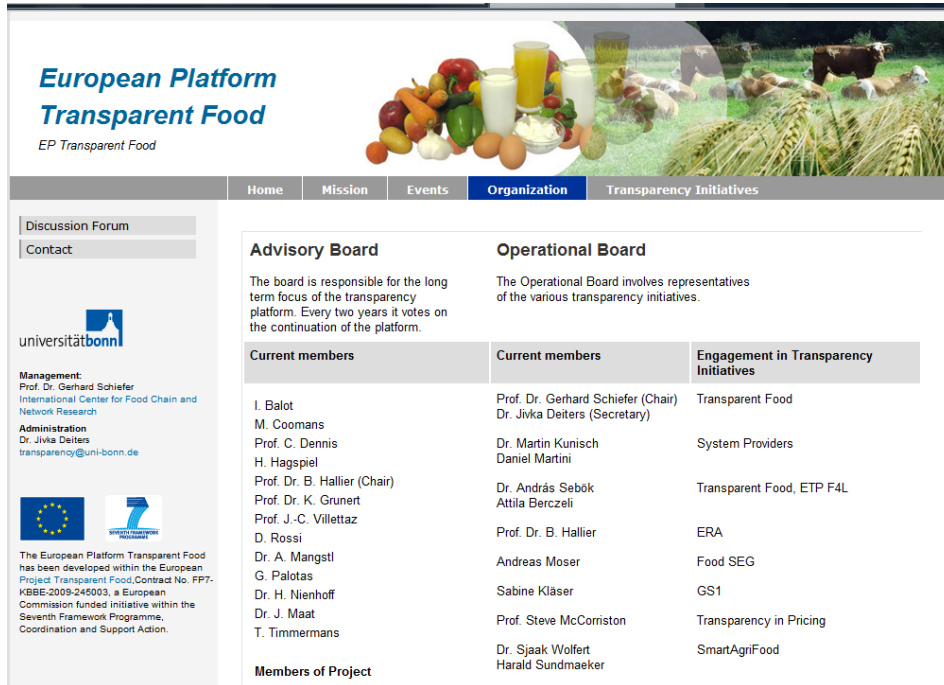 European Platform
Transparent Food
EP Transparent Food
Home Mission Events Organization Transparency Initiatives
Discussion Forum
Contact
universitätbonn
Management:
Prof. Dr. Gerhard Schiefer
International Center for Food Chain and
Network Research
Administration
Dr. Jivka Deiters
transparency@uni-bonn.de
SEVENTH FRAMEWORK
PROGRAMME
The European Platform Transparent Food
has been developed within the European
Project Transparent Food,Contract No. FP7-
KBBE-2009-245003, a European
Commission funded initiative within the
Seventh Framework Programme,
Coordination and Support Action.
Advisory Board
The board is responsible for the long
term focus of the transparency
platform. Every two years it votes on
the continuation of the platform.
Current members
I. Balot
M. Coomans
Prof. C. Dennis
H. Hagspiel
Prof. Dr. B. Hallier (Chair)
Prof. Dr. K. Grunert
Prof. J.-C. Villettaz
D. Rossi
Dr. A. Mangstl
G. Palotas
Dr. H. Nienhoff
Dr. J. Maat
T. Timmermans
Members of Project
Operational Board
The Operational Board involves representatives
of the various transparency initiatives.
Current members Engagement in Transparency
Initiatives
Prof. Dr. Gerhard Schiefer (Chair) Transparent Food
Dr. Jivka Deiters (Secretary)
Dr. Martin Kunisch System Providers
Daniel Martini
Dr. András Sebök Transparent Food, ETP F4L
Attila Berczeli
Prof. Dr. B. Hallier ERA
Andreas Moser Food SEG
Sabine Kläser GS1
Prof. Steve McCorriston Transparency in Pricing
Dr. Sjaak Wolfert SmartAgriFood
Harald Sundmaeker